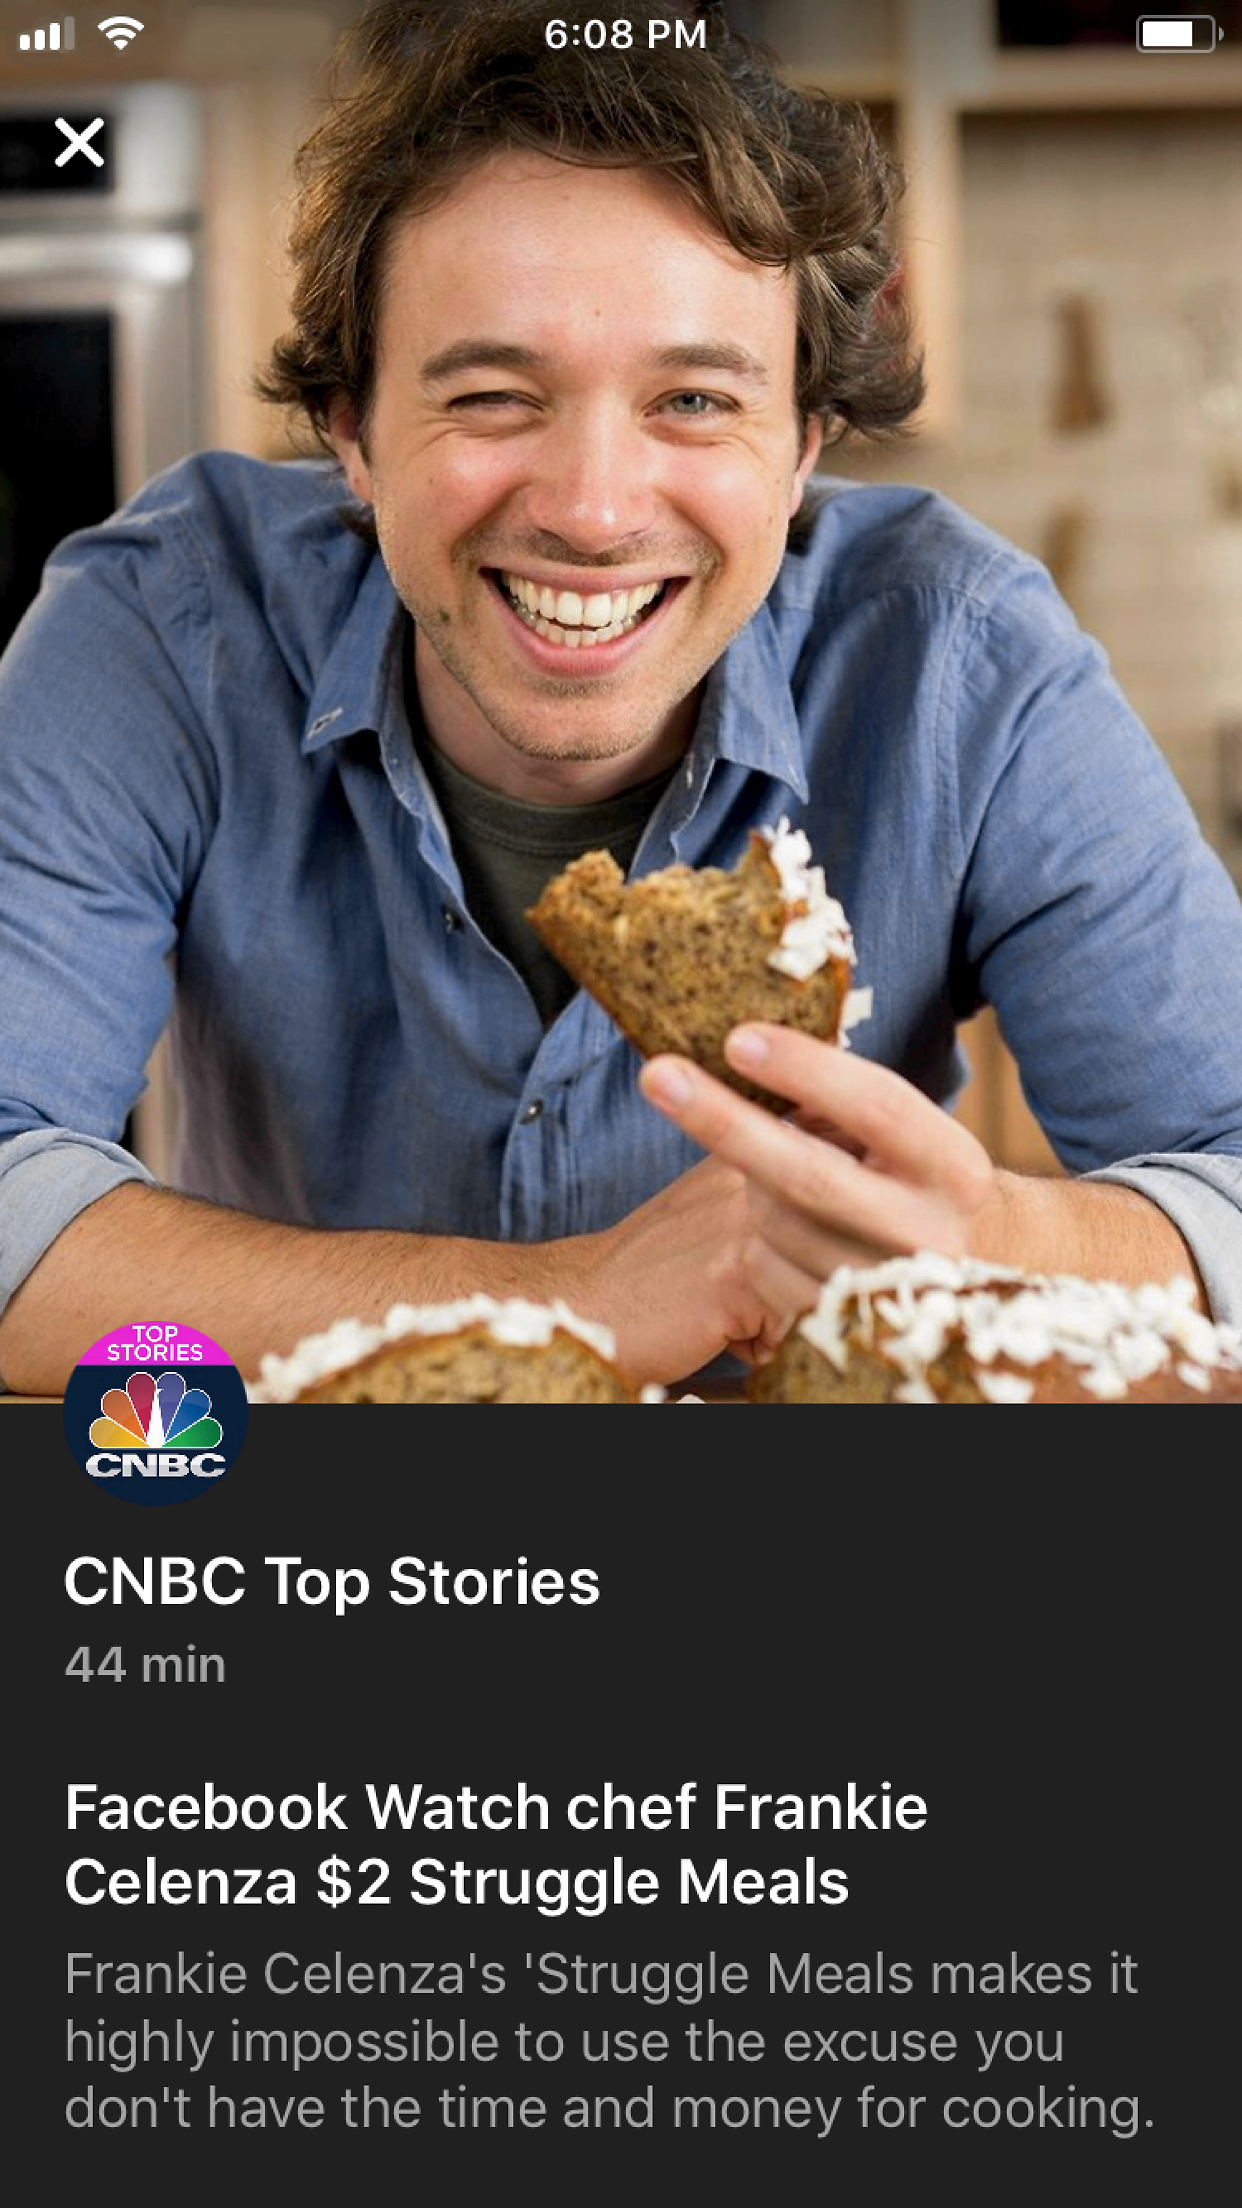 6:08 PM
TOP
STORIES
CNBC
CNBC Top Stories
44 min
Facebook Watch chef Frankie
Celenza $2 Struggle Meals
Frankie Celenza's 'Struggle Meals makes it
highly impossible to use the excuse you
don't have the time and money for cooking.